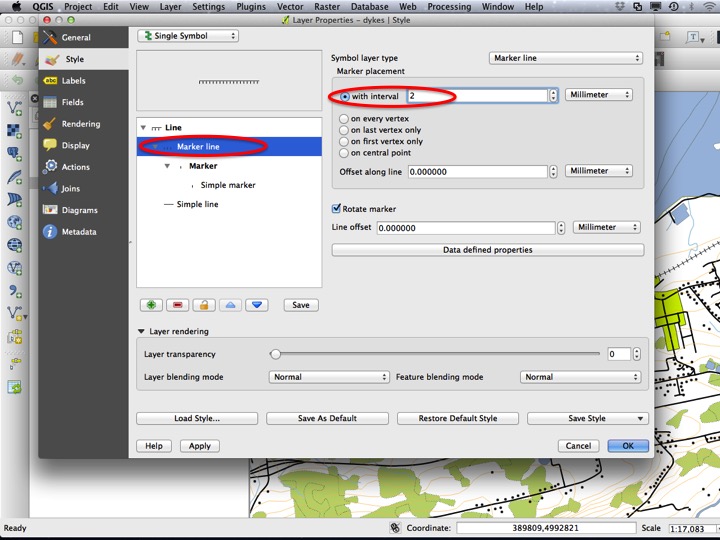 QGIS Project Edit View Layer Settings Plugins Vector Raster Database Web Processing Window Help
Layer Properties - dykes | Style
General
Style
Labels
Fields
Rendering
Display
Actions
Joins
Diagrams
Metadata
Single Symbol
Line
Marker line
Marker
Simple marker
Simple line
Save
Symbol layer type Marker line
Marker placement
with interval 2 Millimeter
on every vertex
on last vertex only
on first vertex only
on central point
Offset along line 0.000000 Millimeter
Rotate marker
Line offset 0.000000 Millimeter
Data defined properties
Layer rendering
Layer transparency 0
Layer blending mode Normal Feature blending mode Normal
Load Style... Save As Default Restore Default Style Save Style
Help Apply Cancel OK
Ready Coordinate: 389809,4992821 Scale 1:17,083